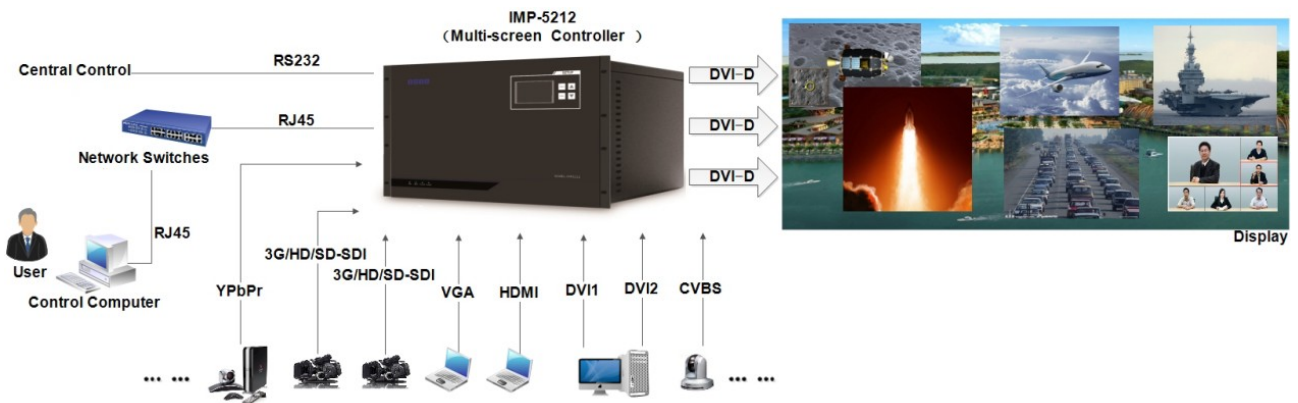 IMP-5212
（Multi-screen Controller ）
Central Control
RS232
RJ45
Network Switches
RJ45
User
Control Computer
YPbPr
3G/HD/SD-SDI
3G/HD/SD-SDI
VGA
HDMI
DVI1
DVI2
CVBS
DVI-D
DVI-D
DVI-D
Display
... ...
... ...